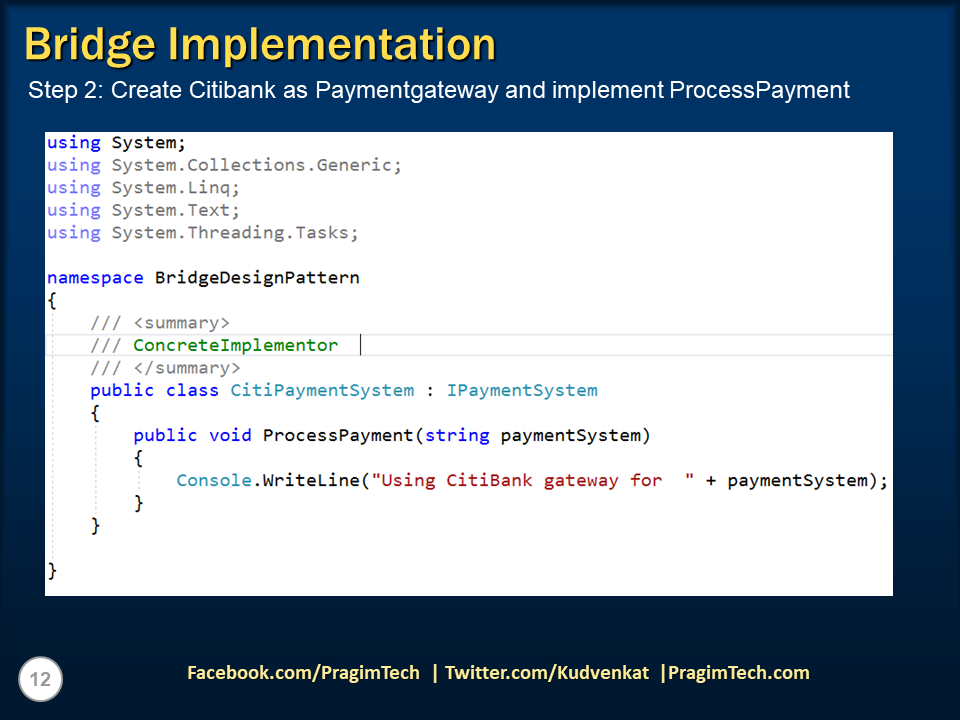 Bridge Implementation
Step 2: Create Citibank as Paymentgateway and implement ProcessPayment
using System;
using System.Collections.Generic;
using System.Linq;
using System.Text;
using System.Threading.Tasks;
namespace BridgeDesignPattern
{
    /// <summary>
    /// ConcreteImplementor
    /// </summary>
    public class CitiPaymentSystem : IPaymentSystem
    {
        public void ProcessPayment(string paymentSystem)
        {
            Console.WriteLine("Using CitiBank gateway for  " + paymentSystem);
        }
    }
}
12
Facebook.com/PragimTech | Twitter.com/Kudvenkat |PragimTech.com